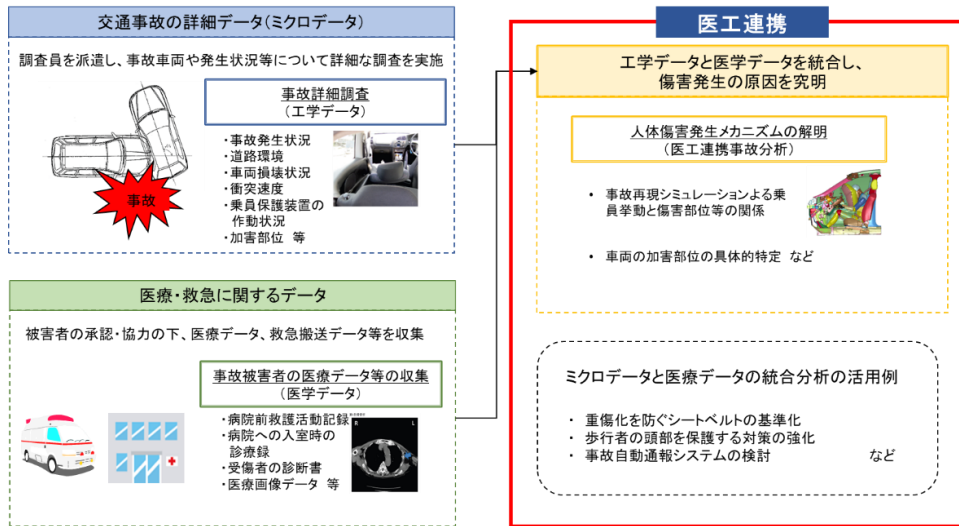 交通事故の詳細データ(ミクロデータ)
調査員を派遣し、事故車両や発生状況等について詳細な調査を実施
事故詳細調査
(工学データ)
・事故発生状況
・道路環境
・車両損壊状況
・衝突速度
・乗員保護装置の
作動状況
・加害部位 等
事故
医療・救急に関するデータ
被害者の承認・協力の下、医療データ、救急搬送データ等を収集
事故被害者の医療データ等の収集
(医学データ)
・病院前救護活動記録
・病院への入室時の
診療録
・受傷者の診断書
・医療画像データ 等
R
L
医工連携
工学データと医学データを統合し、
傷害発生の原因を究明
人体傷害発生メカニズムの解明
(医工連携事故分析)
• 事故再現シミュレーションよる乗
員挙動と傷害部位等の関係
• 車両の加害部位の具体的特定 など
ミクロデータと医療データの統合分析の活用例
・ 重傷化を防ぐシートベルトの基準化
・ 歩行者の頭部を保護する対策の強化
・ 事故自動通報システムの検討 など